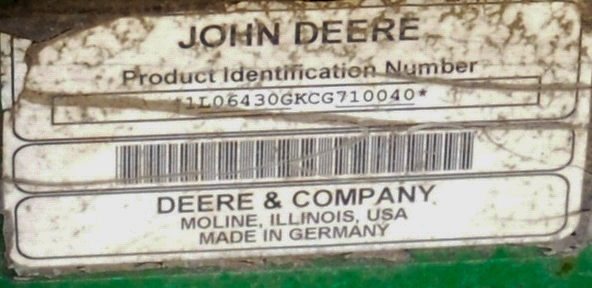 JOHN DEERE
Product Identification Number
*1L06430GKCG710040*
DEERE & COMPANY
MOLINE, ILLINOIS, USA
MADE IN GERMANY